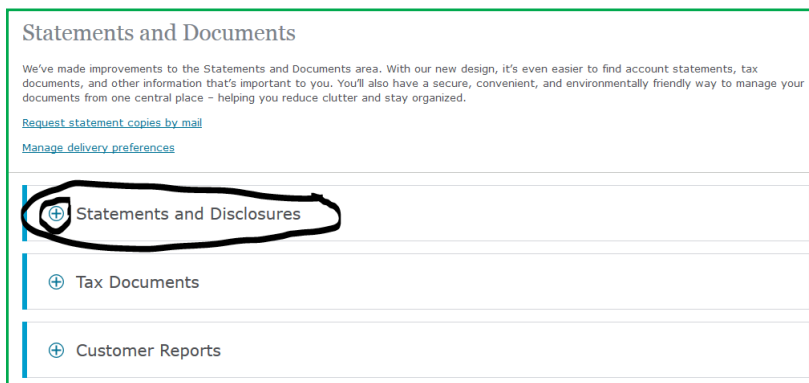 Statements and Documents
We've made improvements to the Statements and Documents area. With our new design, it's even easier to find account statements, tax
documents, and other information that's important to you. You'll also have a secure, convenient, and environmentally friendly way to manage your
documents from one central place – helping you reduce clutter and stay organized.
Request statement copies by mail
Manage delivery preferences
Statements and Disclosures
Tax Documents
Customer Reports